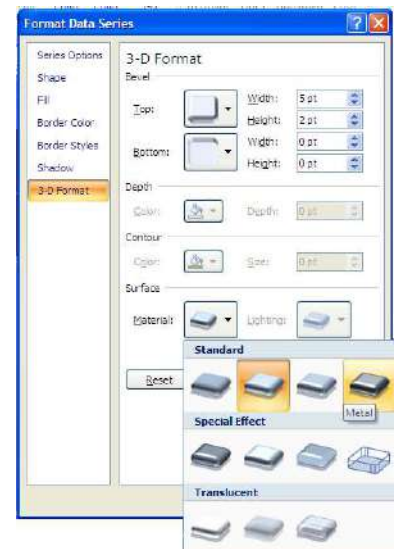 Format Data Series
Series Options
Shape
Fill
Border Color
Border Styles
Shadow
3-D Format
3-D Format
Bevel
Top: Width: 5 pt
Height: 2 pt
Bottom: Width: 0 pt
Height: 0 pt
Depth
Color: Depth: 0 pt
Contour
Color: Size: 0 pt
Surface
Material: Lighting:
Standard
Reset
Metal
Special Effect
Translucent